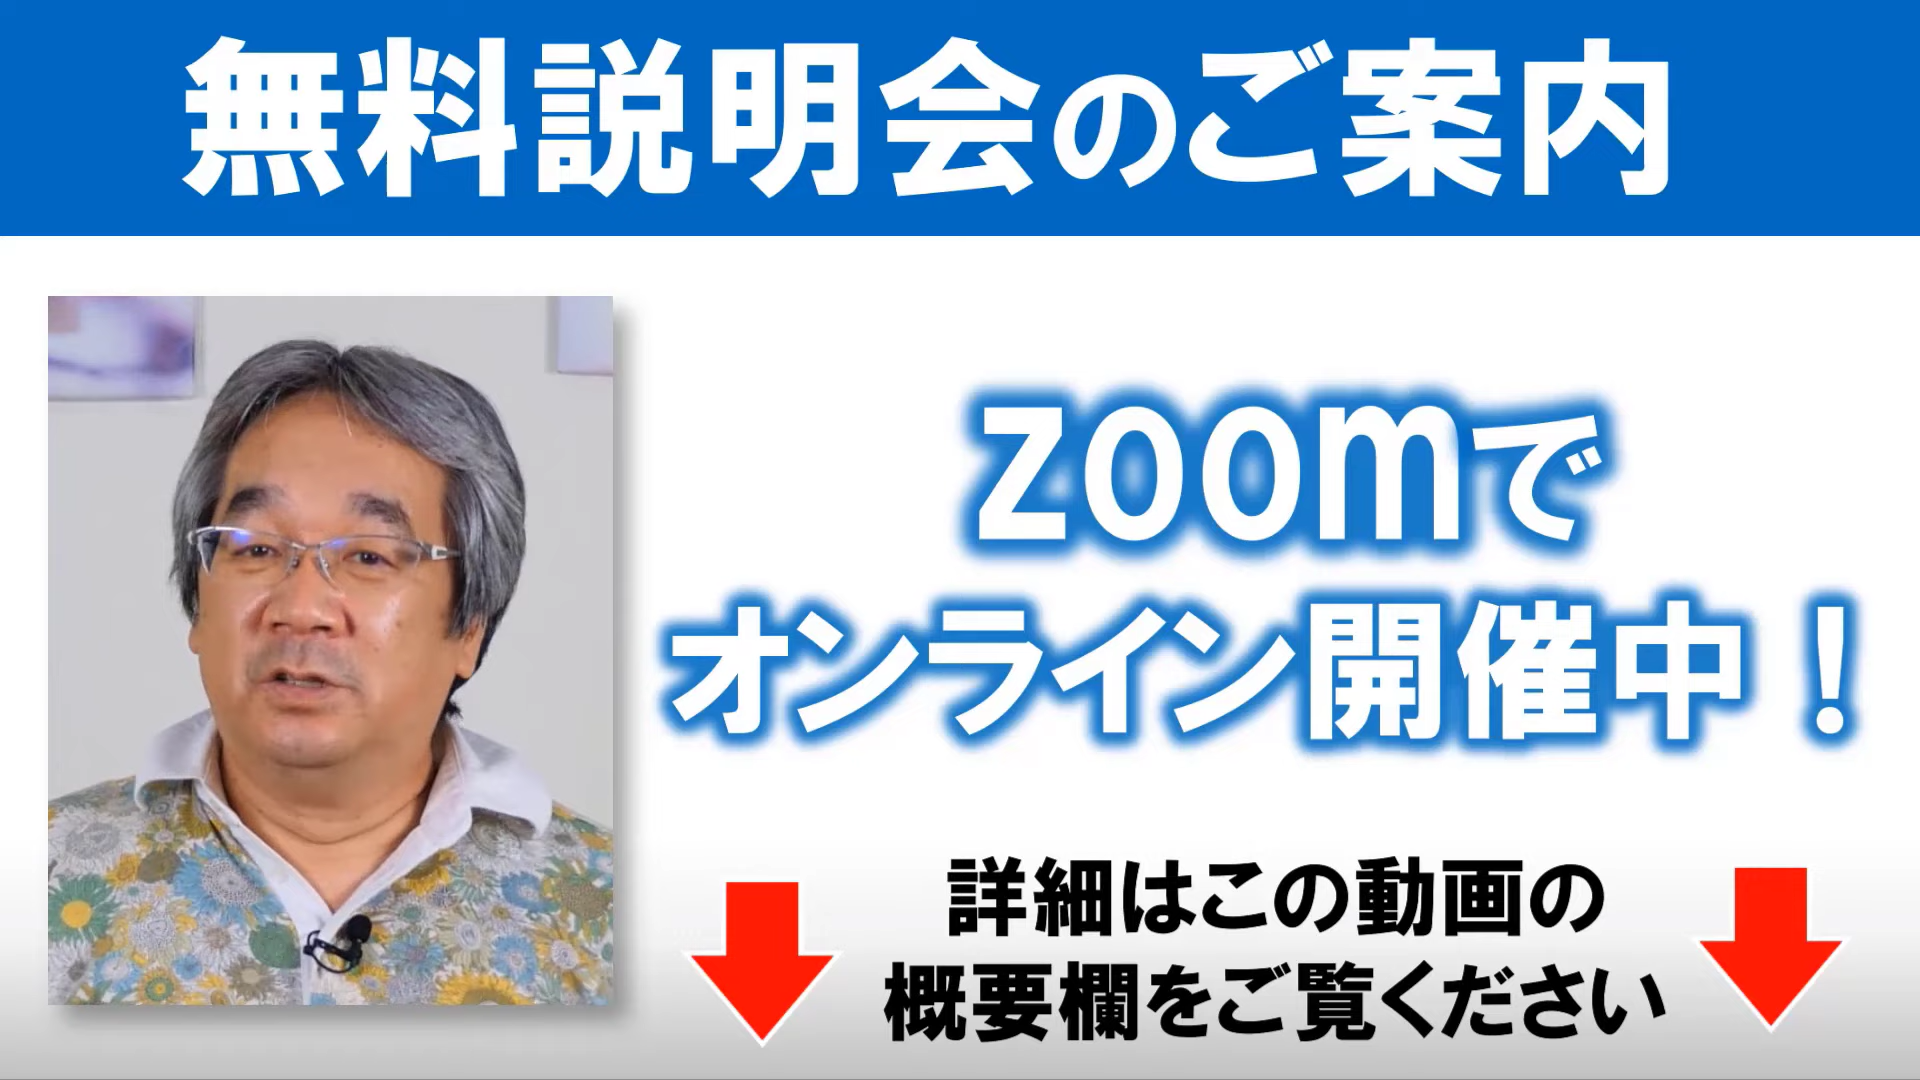 無料説明会のご案内
zoomで
オンライン開催中！
詳細はこの動画の
概要欄をご覧ください